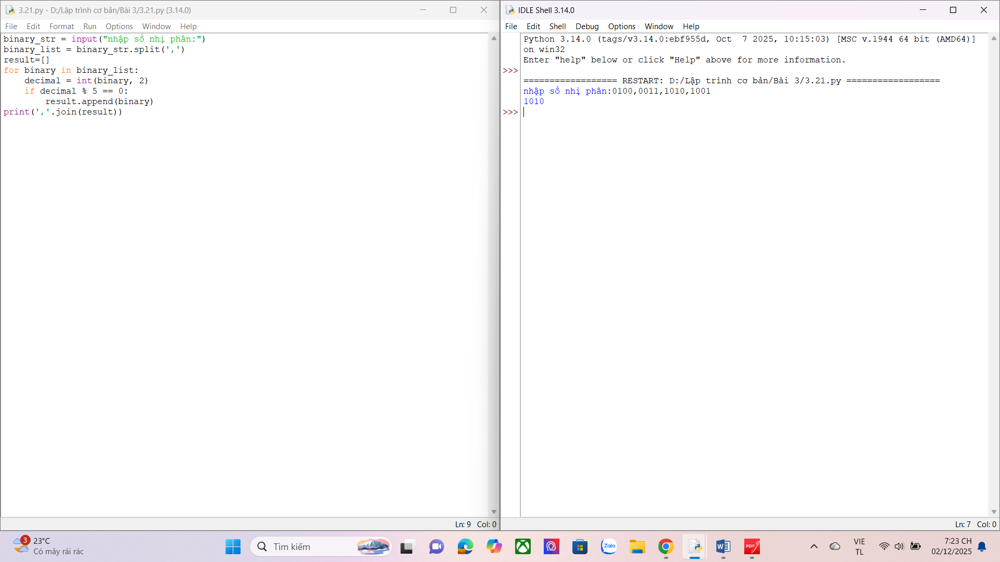 3.21.py - D:/Lập trình cơ bản/Bài 3/3.21.py (3.14.0)
File Edit Format Run Options Window Help
binary_str = input("nhập số nhị phân:")
binary_list = binary_str.split(',')
result=[]
for binary in binary_list:
    decimal = int(binary, 2)
    if decimal % 5 == 0:
        result.append(binary)
print(','.join(result))
Ln: 9 Col: 0
IDLE Shell 3.14.0
File Edit Shell Debug Options Window Help
Python 3.14.0 (tags/v3.14.0:ebf955d, Oct  7 2025, 10:15:03) [MSC v.1944 64 bit (AMD64)]
on win32
Enter "help" below or click "Help" above for more information.
>>>
================== RESTART: D:/Lập trình cơ bản/Bài 3/3.21.py ==================
nhập số nhị phân:0100,0011,1010,1001
1010
>>>
Ln: 7 Col: 0
3
23°C
Có mây rải rác
Tìm kiếm
Zalo
W
PDF
VIE
TL
7:23 CH
02/12/2025